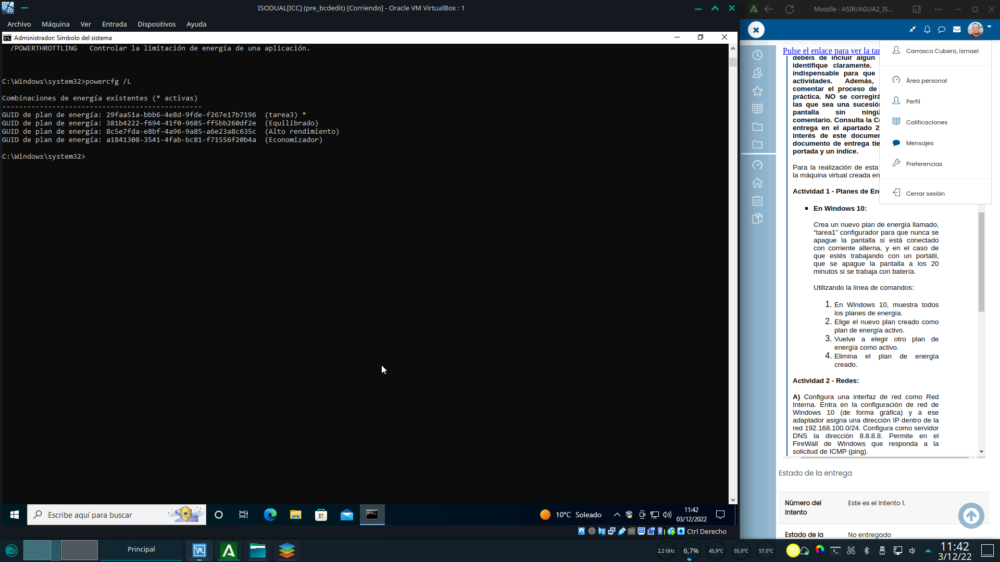 ISODUAL[ICC] (pre_bcdedit) [Corriendo] - Oracle VM VirtualBox : 1
Archivo Máquina Ver Entrada Dispositivos Ayuda
Administrador: Símbolo del sistema
/POWERTHROTTLING Controlar la limitación de energía de una aplicación.
C:\Windows\system32>powercfg /L
Combinaciones de energía existentes (* activas)
-----------------------------------------------
GUID de plan de energía: 29faa51a-bbb6-4e8d-9fde-f267e17b7196 (tarea3) *
GUID de plan de energía: 381b4222-f694-41f0-9685-ff5bb260df2e (Equilibrado)
GUID de plan de energía: 8c5e7fda-e8bf-4a96-9a85-a6e23a8c635c (Alto rendimiento)
GUID de plan de energía: a1841308-3541-4fab-bc81-f71556f20b4a (Economizador)
C:\Windows\system32>
Escribe aquí para buscar
10°C Soleado
11:42
03/12/2022
Ctrl Derecho
Moodle - ASIR/AGUA2_IS...
Pulse el enlace para ver la tar
debéis de incluir algún
identifique claramente.
indispensable para que
actividades. Además,
comentar el proceso de
práctica. NO se corregirá
las que sea una sucesión
pantalla sin ningú
comentario. Consulta la
entrega en el apartado 2
interés de este documen
documento de entrega tie
portada y un índice.
Para la realización de esta
la máquina virtual creada en
Actividad 1 - Planes de En
Carrasco Cubero, Ismael
Área personal
Perfil
Calificaciones
Mensajes
Preferencias
Cerrar sesión
En Windows 10:
Crea un nuevo plan de energía llamado,
“tarea1” configurador para que nunca se
apague la pantalla si está conectado
con corriente alterna, y en el caso de
que estés trabajando con un portátil,
que se apague la pantalla a los 20
minutos si se trabaja con batería.
Utilizando la línea de comandos:
1. En Windows 10, muestra todos
los planes de energía.
2. Elige el nuevo plan creado como
plan de energía activo.
3. Vuelve a elegir otro plan de
energía como activo.
4. Elimina el plan de energía
creado.
Actividad 2 - Redes:
A) Configura una interfaz de red como Red
Interna. Entra en la configuración de red de
Windows 10 (de forma gráfica) y a ese
adaptador asigna una dirección IP dentro de la
red 192.168.100.0/24. Configura como servidor
DNS la dirección 8.8.8.8. Permite en el
FireWall de Windows que responda a la
solicitud de ICMP (ping).
Estado de la entrega
Número del
Intento
Este es el intento 1.
Estado de la
No entregado
Principal
2,2 GHz
6,7%
45,9°C
55,0°C
57,0°C
11:42
3/12/22